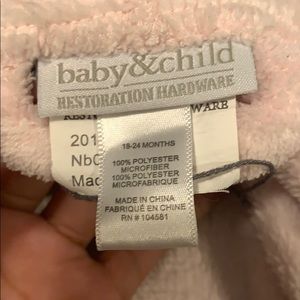 baby&child
RESTORATION HARDWARE
WARE
201
18-24 MONTHS
NbC
100% POLYESTER
MICROFIBER
Mad
100% POLYESTER
MICROFABRIQUE
MADE IN CHINA
FABRIQUÉ EN CHINE
RN # 104581